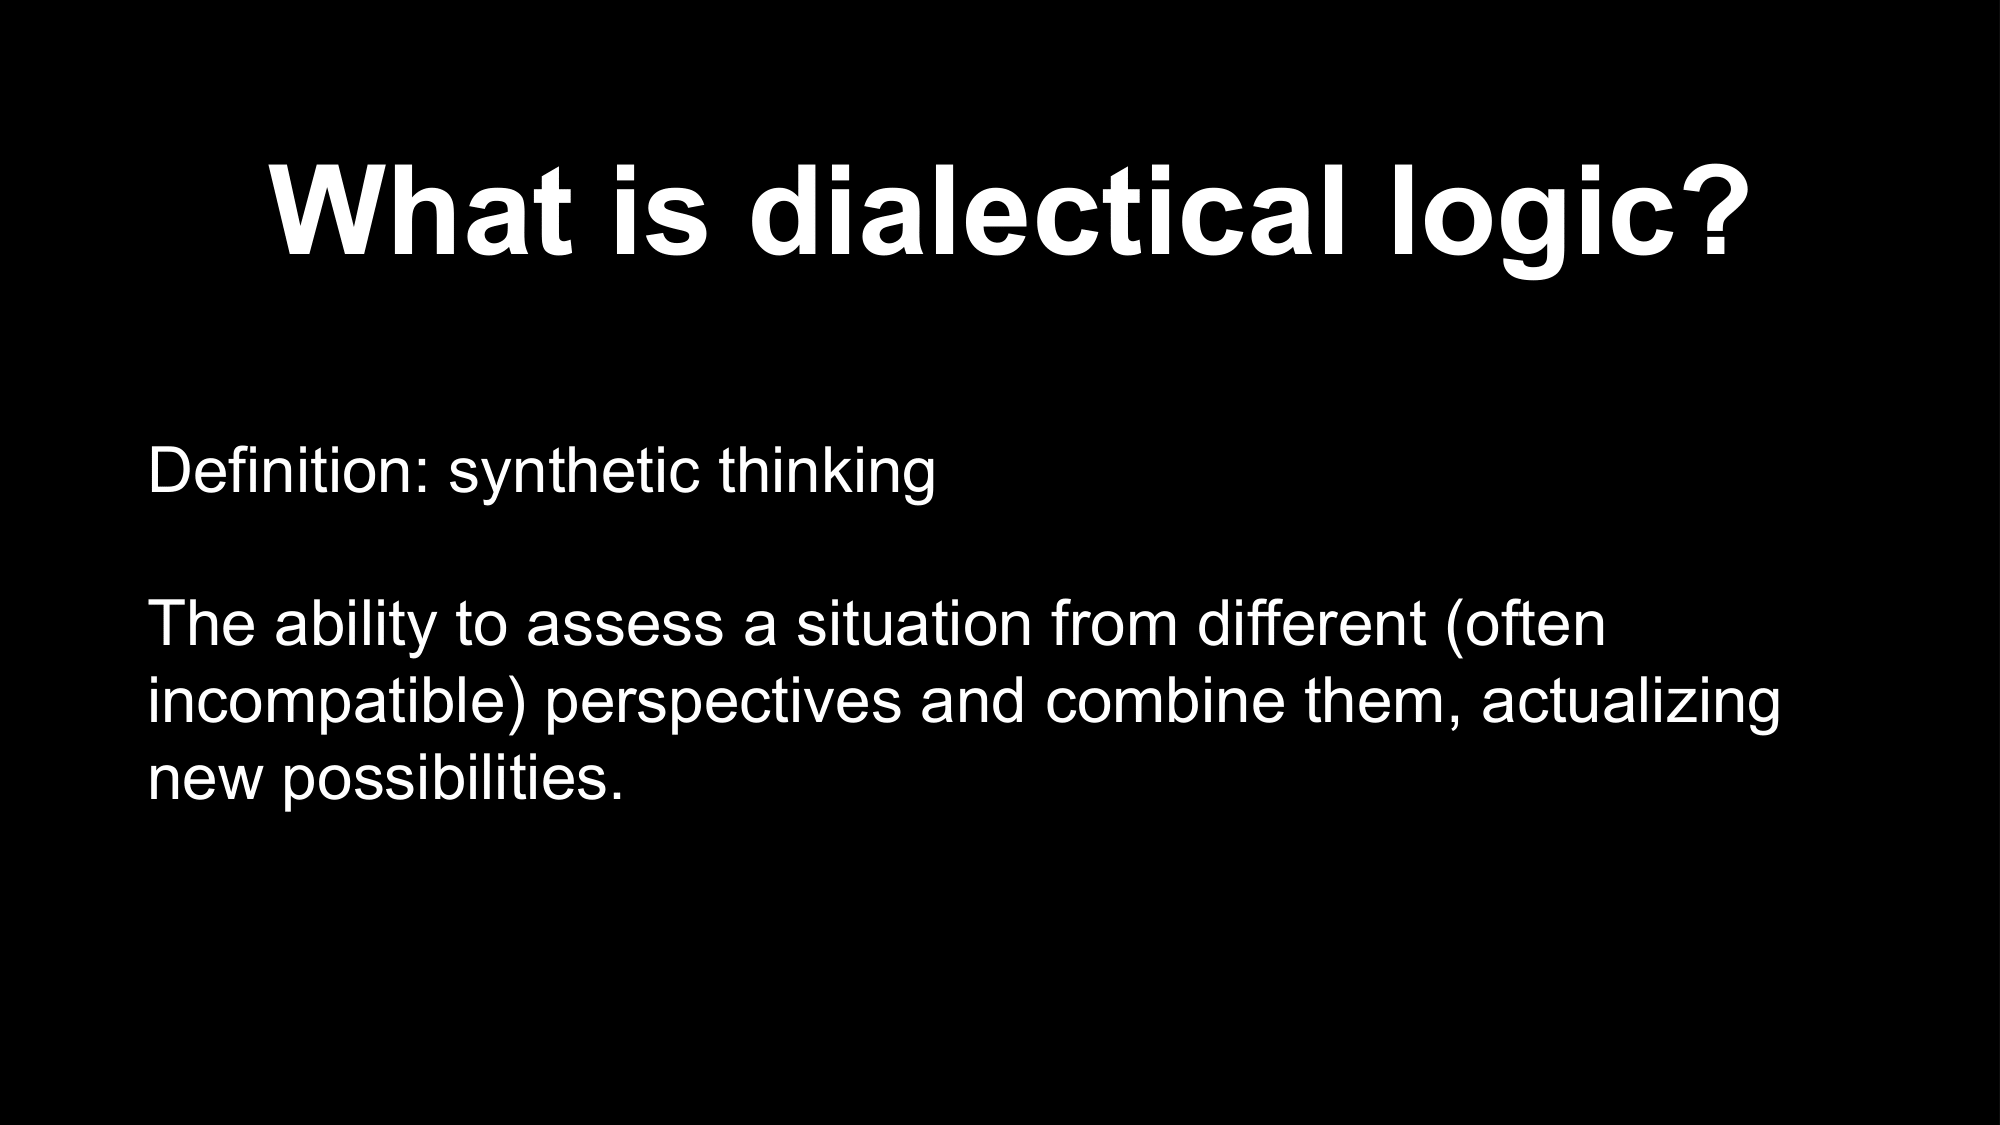 What is dialectical logic?
Definition: synthetic thinking
The ability to assess a situation from different (often
incompatible) perspectives and combine them, actualizing
new possibilities.